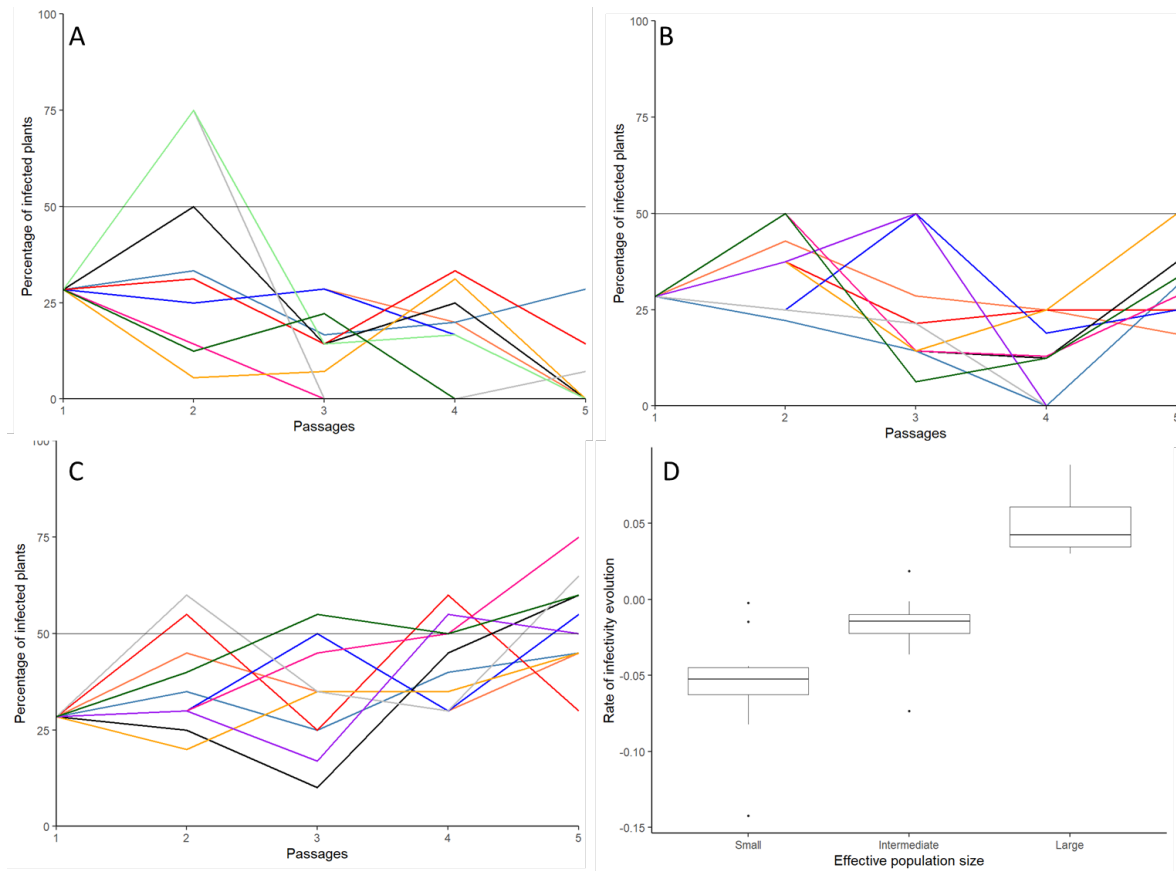 A
100
75
50
25
0
Percentage of infected plants
1 2 3 4 5
Passages
B
100
75
50
25
0
Percentage of infected plants
1 2 3 4 5
Passages
C
100
75
50
25
0
Percentage of infected plants
1 2 3 4 5
Passages
D
0.05
0.00
-0.05
-0.10
-0.15
Rate of infectivity evolution
Small Intermediate Large
Effective population size